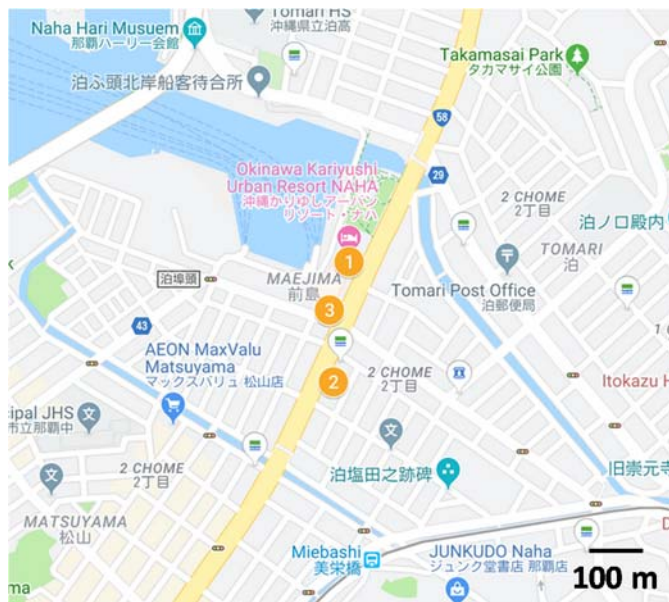 Tomari HS
沖縄県立泊高
Naha Hari Musuem
那覇ハーリー会館
泊ふ頭北岸船客待合所
Takamasai Park
タカマサイ公園
58
Okinawa Kariyushi
Urban Resort NAHA
沖縄かりゆしアーバン
リゾート・ナハ
29
2 CHOME
2丁目
泊ノ口殿内
TOMARI
泊
1
泊埠頭
MAEJIMA
前島
Tomari Post Office
泊郵便局
3
43
AEON MaxValu
Matsuyama
マックスバリュ 松山店
2
2 CHOME
2丁目
Itokazu H
cipal JHS
市立那覇中
2 CHOME
2丁目
泊塩田之跡碑
旧崇元寺
MATSUYAMA
松山
Miebashi
美栄橋
JUNKUDO Naha
ジュンク堂書店 那覇店
100 m